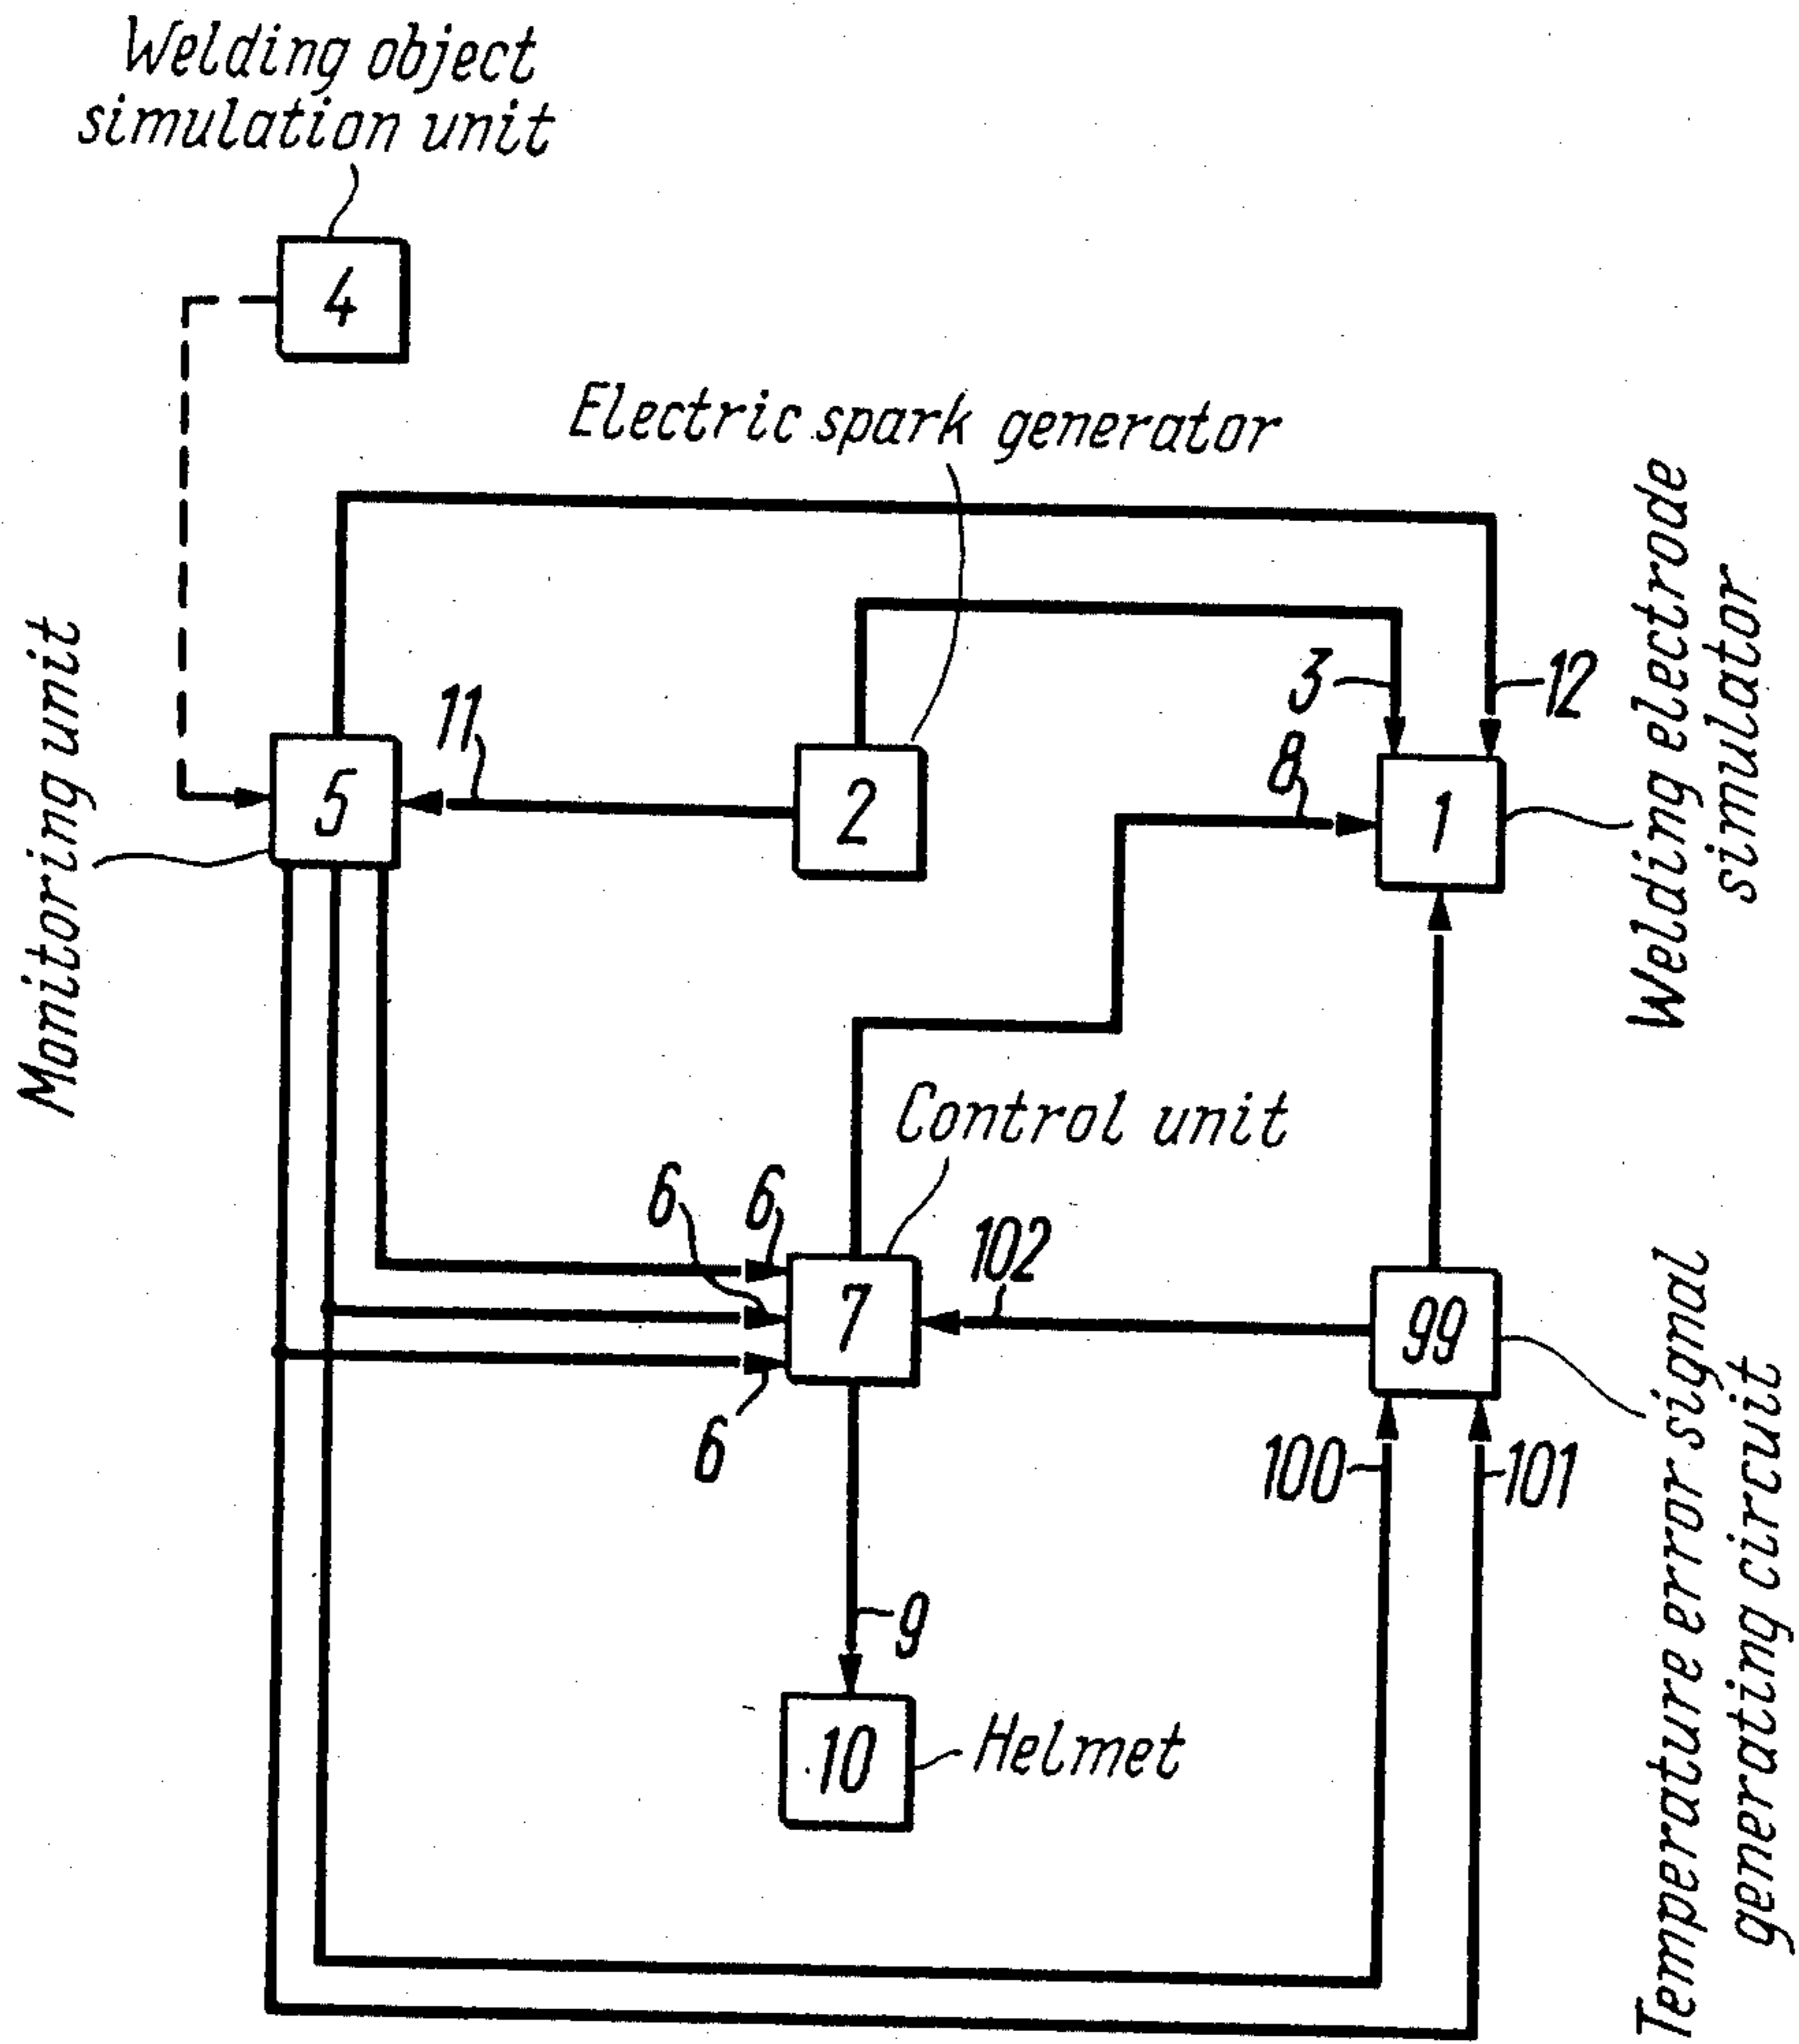 Welding object
simulation unit
4
Electric spark generator
Monitoring unit
11
3
12
8
5
2
1
Welding electrode
simulator
Control unit
6
6
102
7
99
6
100
101
Temperature error signal
generating circuit
9
10
Helmet